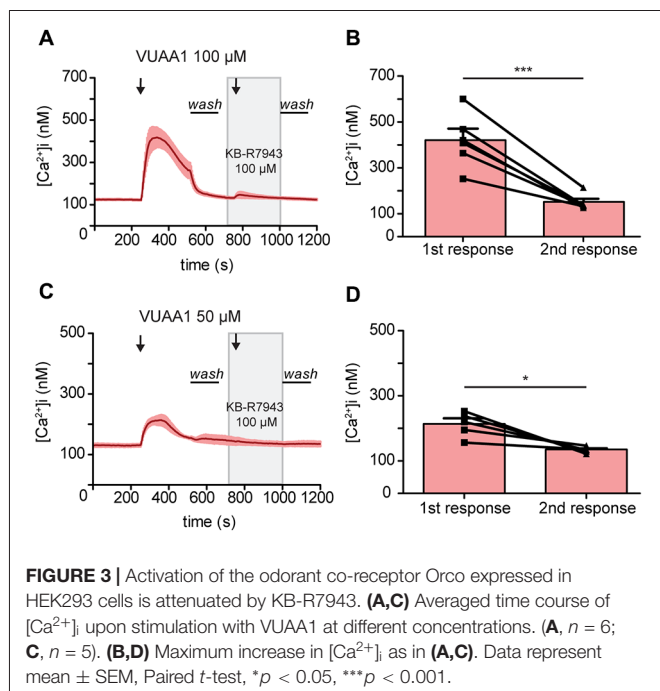 A
VUAA1 100 µM
[Ca²⁺]i (nM)
700
500
300
100
wash
wash
KB-R7943
100 µM
0 200 400 600 800 1000 1200
time (s)
B
***
[Ca²⁺]i (nM)
700
500
300
100
0
1st response 2nd response
C
VUAA1 50 µM
[Ca²⁺]i (nM)
500
300
100
wash
wash
KB-R7943
100 µM
0 200 400 600 800 1000 1200
time (s)
D
*
[Ca²⁺]i (nM)
500
300
100
0
1st response 2nd response
FIGURE 3 | Activation of the odorant co-receptor Orco expressed in
HEK293 cells is attenuated by KB-R7943. (A,C) Averaged time course of
[Ca²⁺]ᵢ upon stimulation with VUAA1 at different concentrations. (A, n = 6;
C, n = 5). (B,D) Maximum increase in [Ca²⁺]ᵢ as in (A,C). Data represent
mean ± SEM, Paired t-test, *p < 0.05, ***p < 0.001.